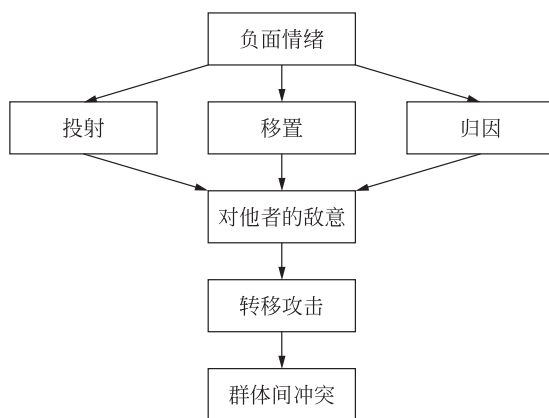 负面情绪
投射
移置
归因
对他者的敌意
转移攻击
群体间冲突